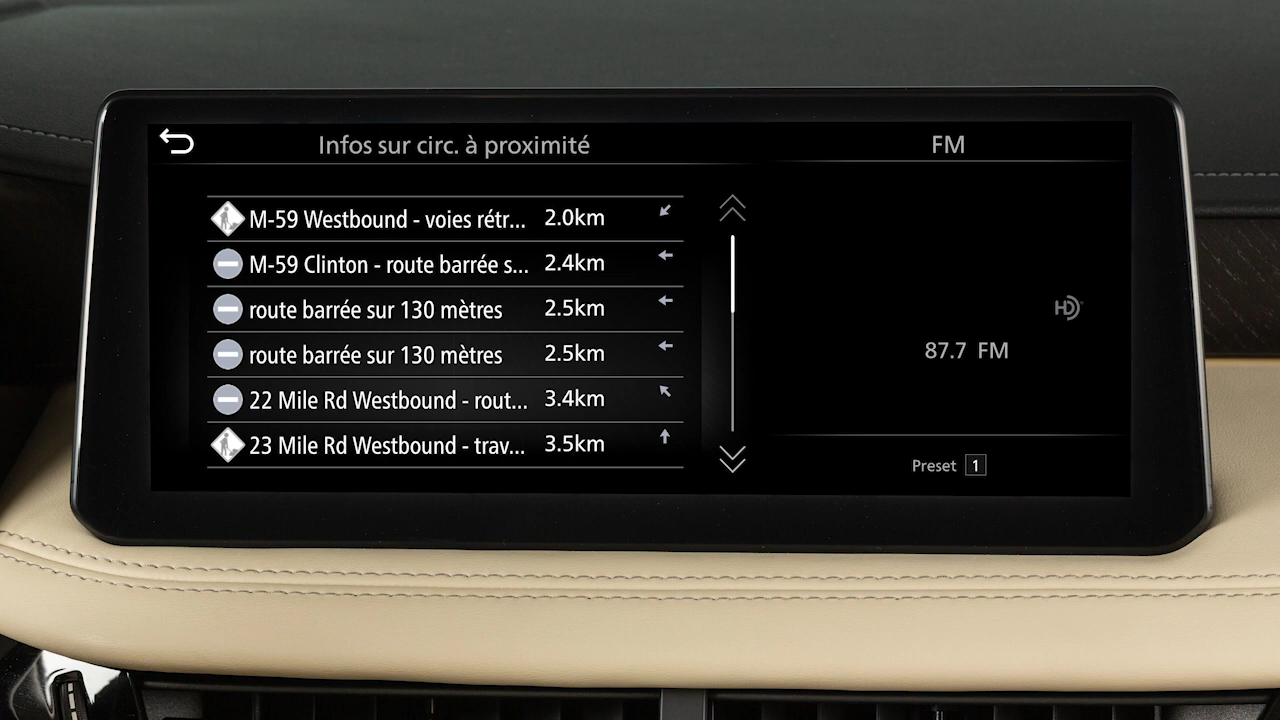 Infos sur circ. à proximité
FM
M-59 Westbound - voies rétr... 2.0km
M-59 Clinton - route barrée s... 2.4km
route barrée sur 130 mètres 2.5km
route barrée sur 130 mètres 2.5km
22 Mile Rd Westbound - rout... 3.4km
23 Mile Rd Westbound - trav... 3.5km
HD
87.7 FM
Preset 1